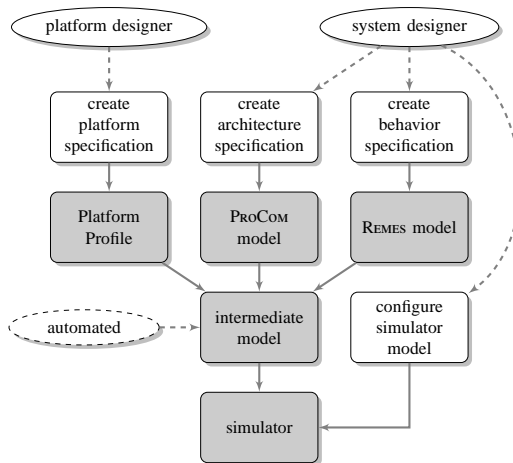 platform designer
system designer
create
platform
specification
create
architecture
specification
create
behavior
specification
Platform
Profile
ProCom
model
Remes model
automated
intermediate
model
configure
simulator
model
simulator